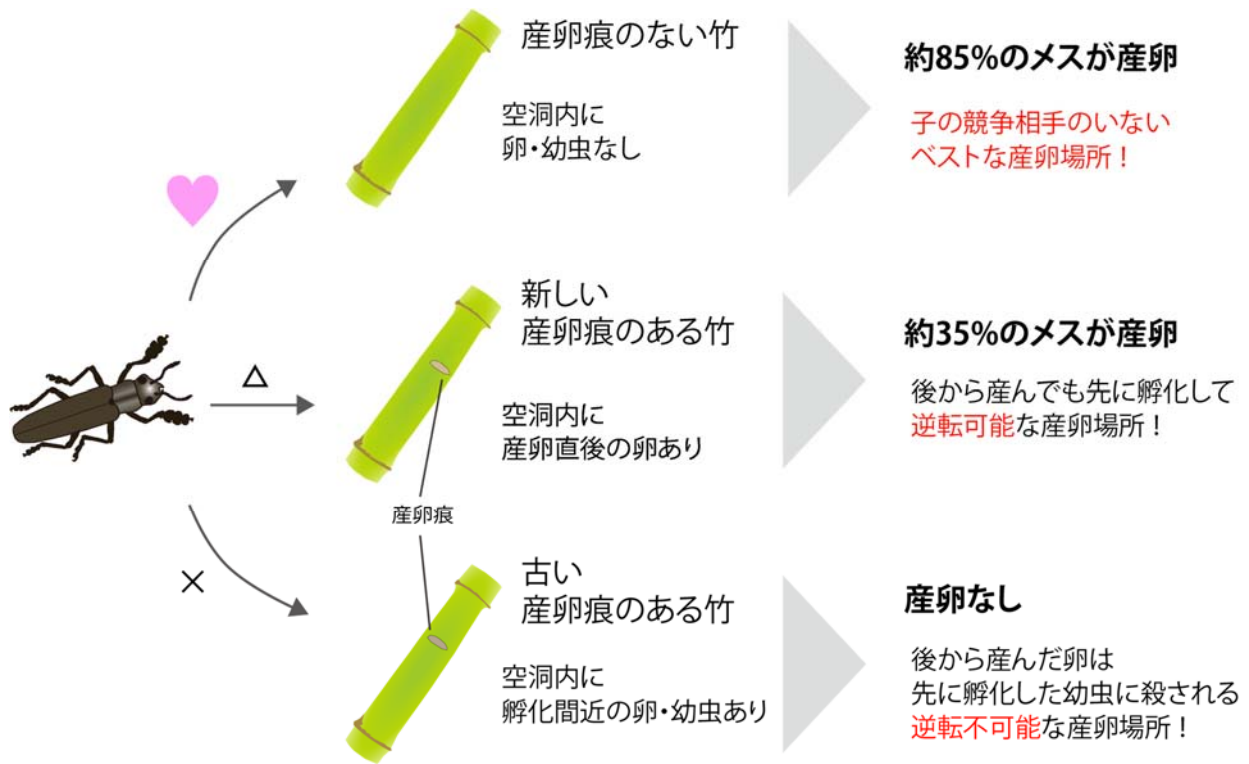 産卵痕のない竹
空洞内に
卵・幼虫なし
約85%のメスが産卵
子の競争相手のいない
ベストな産卵場所！
新しい
産卵痕のある竹
空洞内に
産卵直後の卵あり
約35%のメスが産卵
後から産んでも先に孵化して
逆転可能な産卵場所！
△
産卵痕
×
古い
産卵痕のある竹
空洞内に
孵化間近の卵・幼虫あり
産卵なし
後から産んだ卵は
先に孵化した幼虫に殺される
逆転不可能な産卵場所！